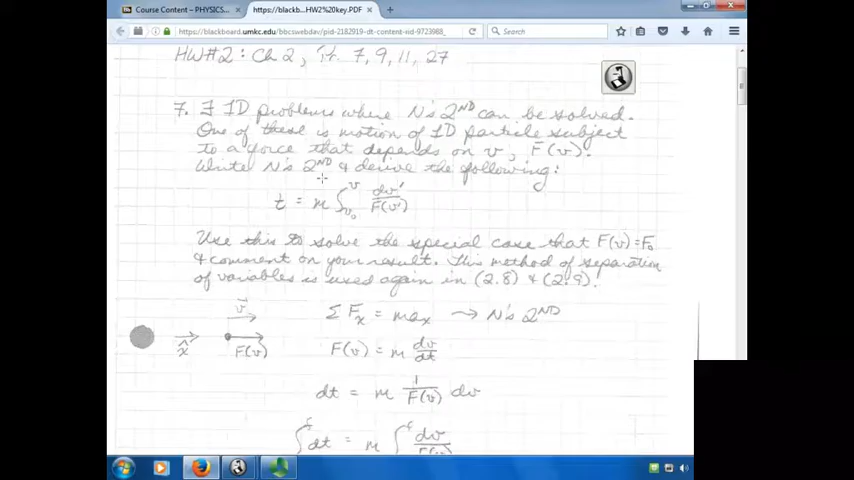 Course Content – PHYSICS...
https://blackb...HW2%20key.PDF
https://blackboard.umkc.edu/bbcswebdav/pid-2182919-dt-content-rid-9723988_
Search
HW#2: Ch 2, #. 7, 9, 11, 27
7. ∃ 1D problems where N's 2ND can be solved.
One of these is motion of 1D particle subject
to a force that depends on v, F(v).
Write N's 2ND & derive the following:
t = m ∫v₀^v dv'/F(v')
Use this to solve the special case that F(v)=F₀
& comment on your result. This method of separation
of variables is used again in (2.8) & (2.9).
v⃗
ΣFₓ = maₓ → N's 2ND
x̂
F(v)
F(v) = m dv/dt
dt = m 1/F(v) dv
∫^f dt = m ∫^f dv/F(v)